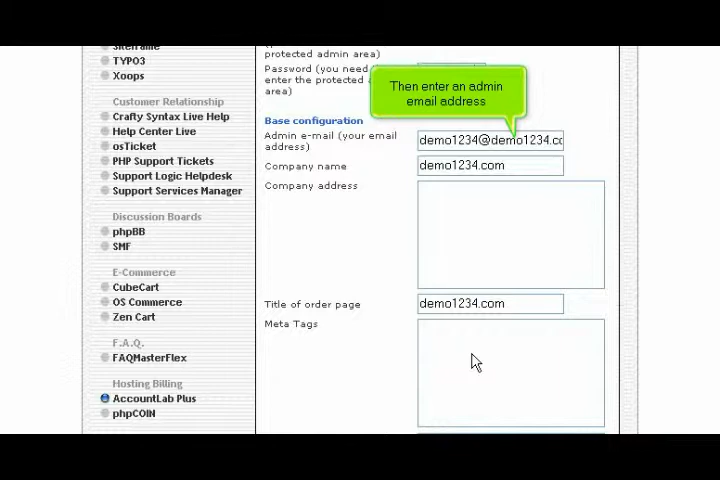 Siteframe
TYPO3
Xoops
Customer Relationship
Crafty Syntax Live Help
Help Center Live
osTicket
PHP Support Tickets
Support Logic Helpdesk
Support Services Manager
Discussion Boards
phpBB
SMF
E-Commerce
CubeCart
OS Commerce
Zen Cart
F.A.Q.
FAQMasterFlex
Hosting Billing
AccountLab Plus
phpCOIN
protected admin area)
Password (you need
enter the protected a
area)
Then enter an admin
email address
Base configuration
Admin e-mail (your email
address)
demo1234@demo1234.cc
Company name
demo1234.com
Company address
Title of order page
demo1234.com
Meta Tags